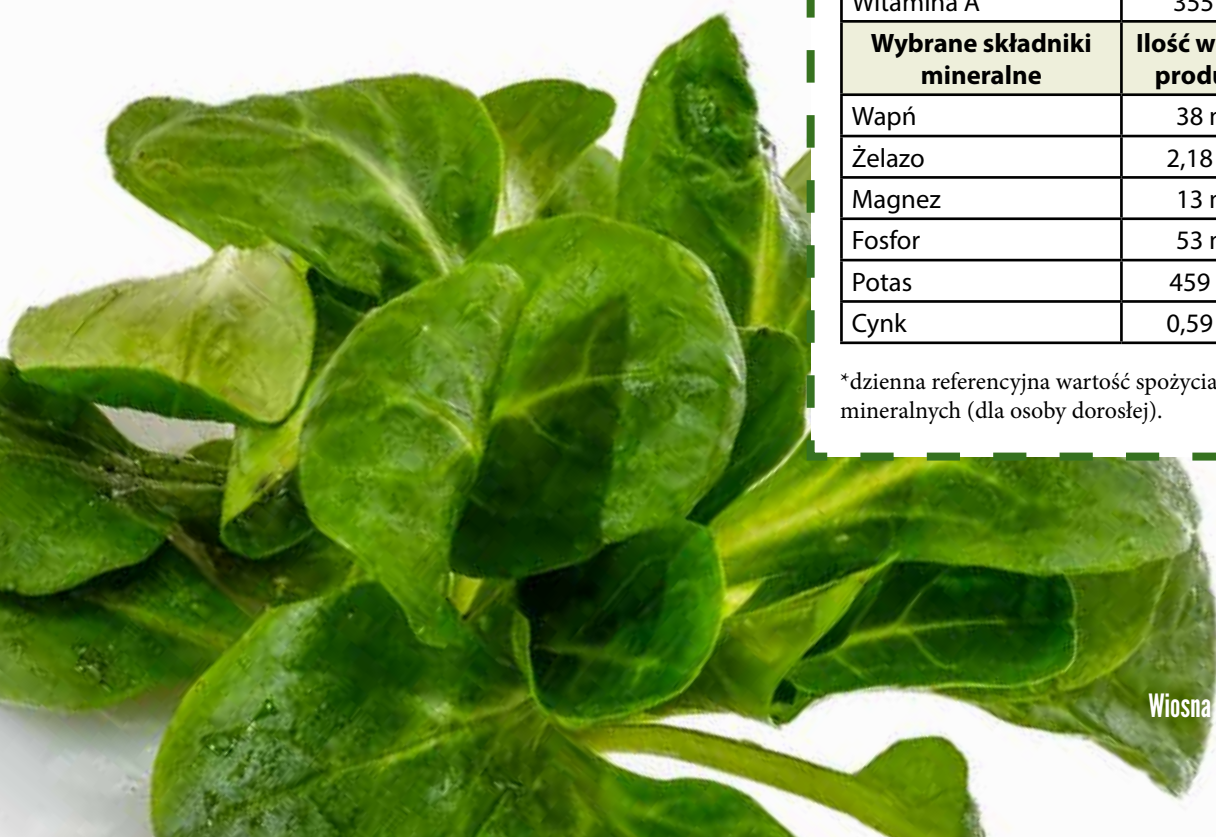 Witamina A 355
Wybrane składniki Ilość w
mineralne produ
Wapń 38 m
Żelazo 2,18
Magnez 13 m
Fosfor 53 m
Potas 459
Cynk 0,59
*dzienna referencyjna wartość spożycia
mineralnych (dla osoby dorosłej).
Wiosna